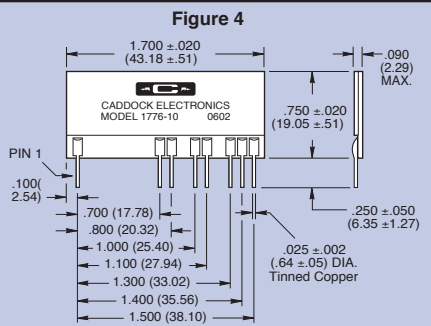 Figure 4
1.700 ±.020
(43.18 ±.51)
.090
(2.29)
MAX.
C
CADDOCK ELECTRONICS
MODEL 1776-10 0602
.750 ±.020
(19.05 ±.51)
PIN 1
.100(
2.54)
.700 (17.78)
.800 (20.32)
1.000 (25.40)
1.100 (27.94)
1.300 (33.02)
1.400 (35.56)
1.500 (38.10)
.250 ±.050
(6.35 ±1.27)
.025 ±.002
(.64 ±.05) DIA.
Tinned Copper